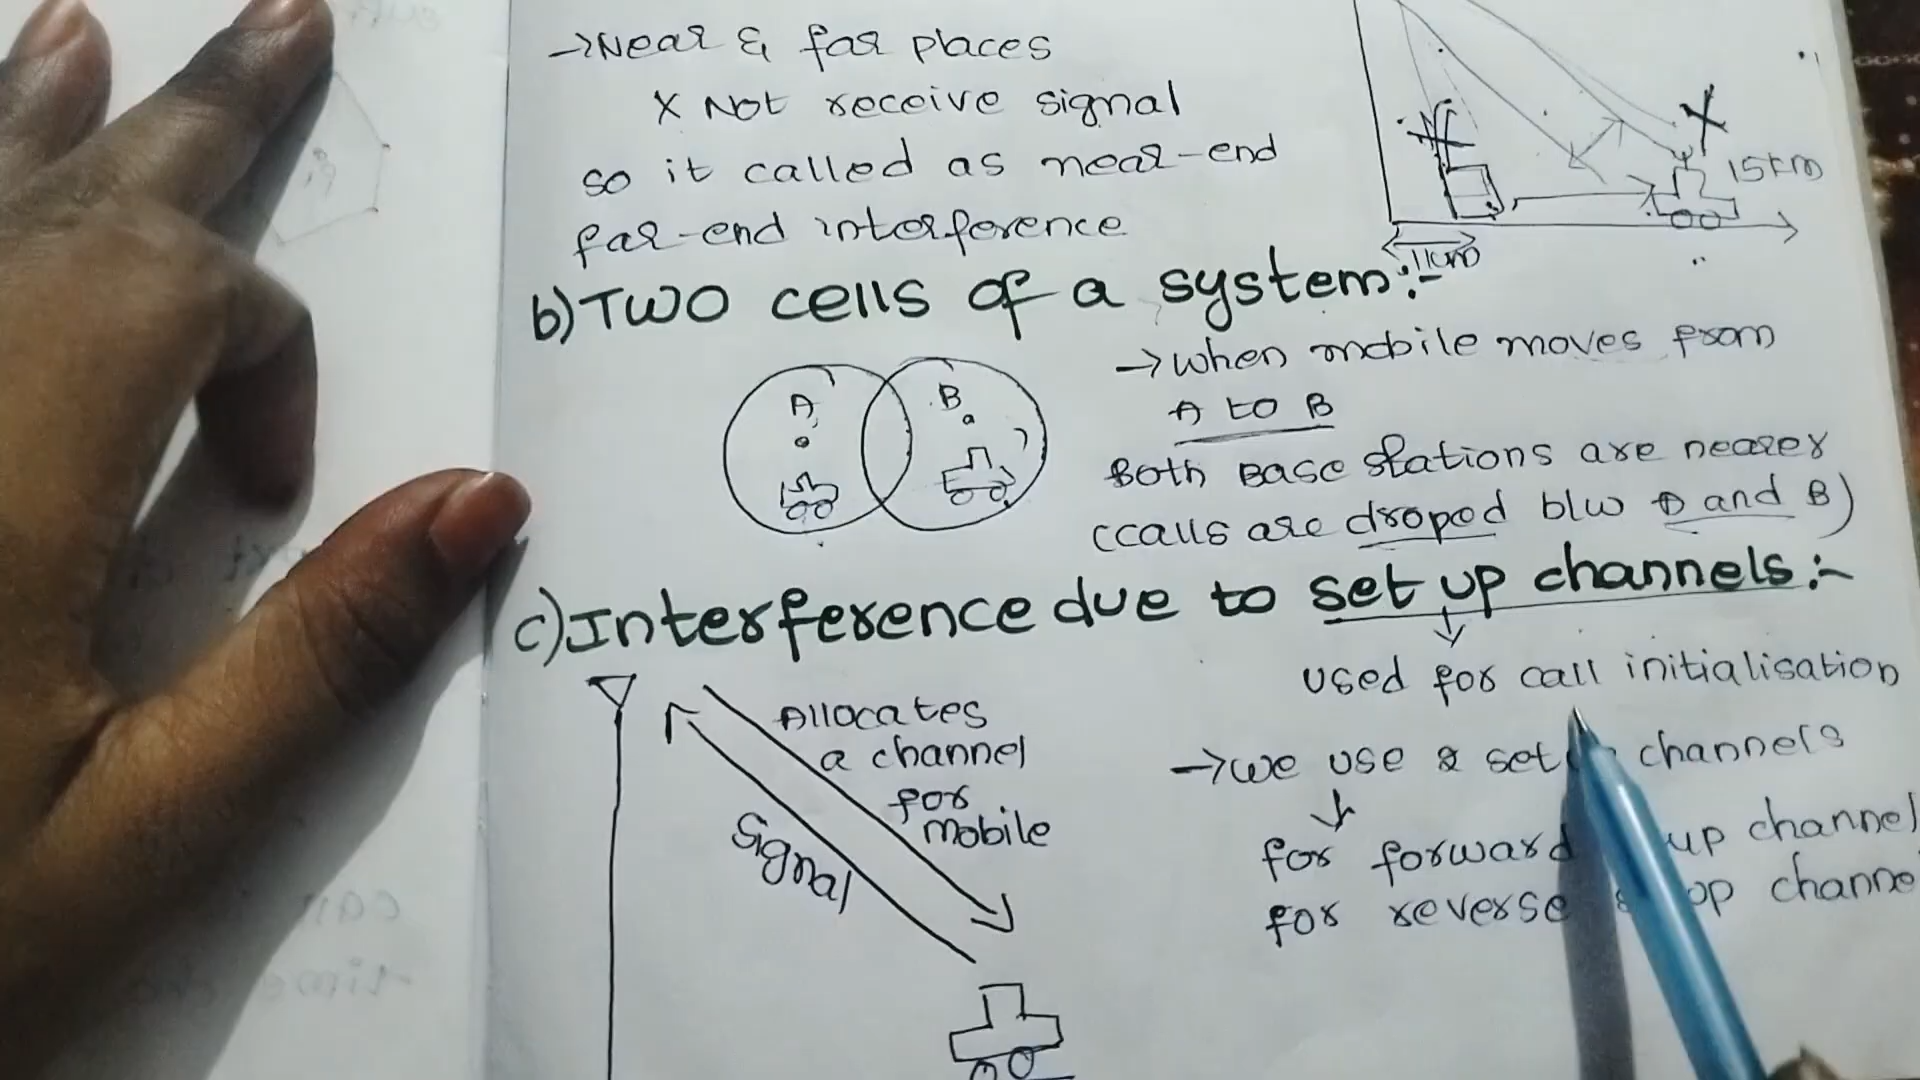 →Near & far places
X Not receive signal
so it called as near-end
far-end interference
15km
11cm
b)Two cells of a system:-
A
B
→when mobile moves from
A to B
Both Base stations are nearer
(calls are droped b/w A and B)
c)Interference due to set up channels:-
used for call initialisation
Allocates
a channel
for
mobile
signal
→we use 2 set channels
for forward up channel
for reverse up channe